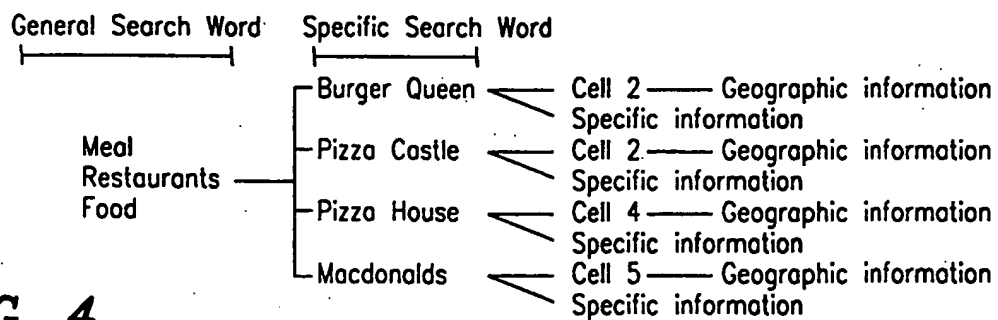 General Search Word Specific Search Word
Burger Queen Cell 2 Geographic information
Specific information
Meal Pizza Castle Cell 2 Geographic information
Restaurants Specific information
Food Pizza House Cell 4 Geographic information
Specific information
Macdonalds Cell 5 Geographic information
Specific information
4